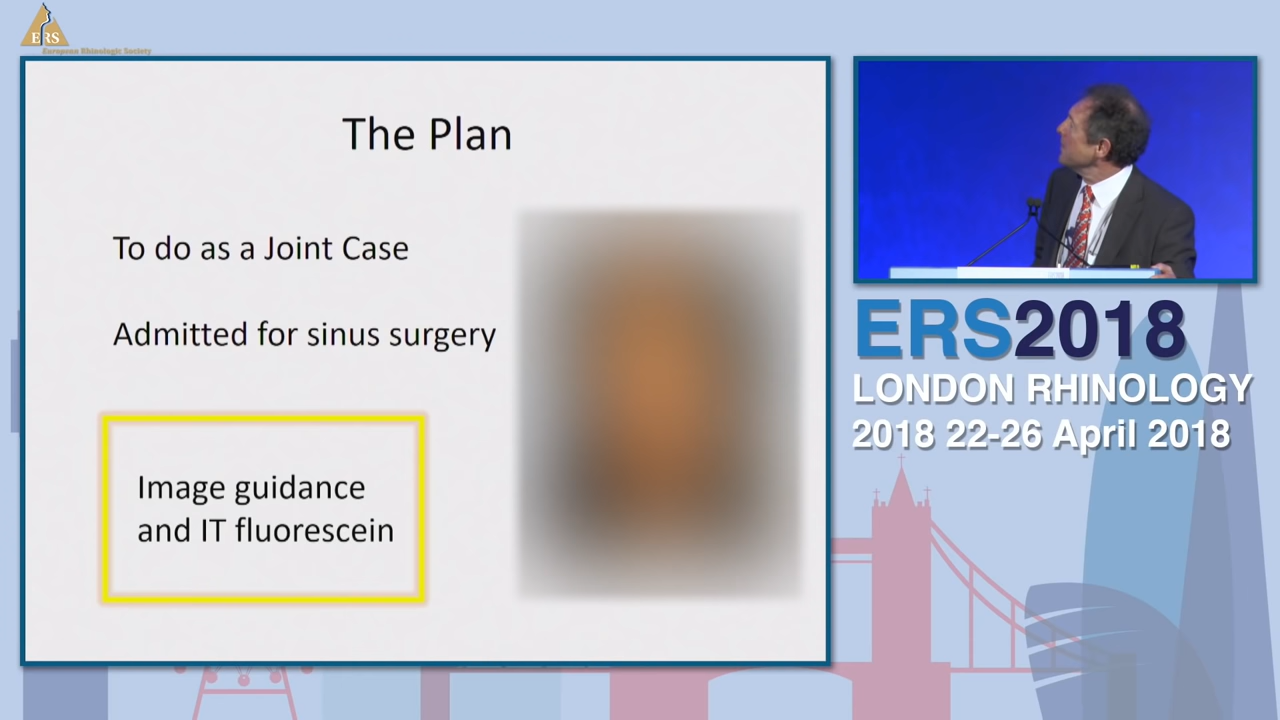 ERS
European Rhinologic Society
The Plan
To do as a Joint Case
Admitted for sinus surgery
Image guidance
and IT fluorescein
ERS2018
LONDON RHINOLOGY
2018 22-26 April 2018